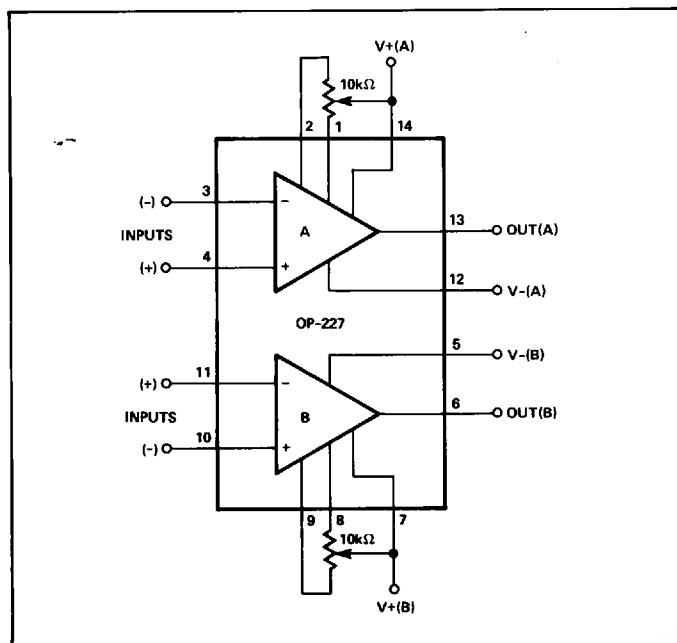 V+(A)
10kΩ
2 1 14
3
(-)
-
13
A
OUT(A)
INPUTS
4
(+)
+
12
V-(A)
OP-227
5
V-(B)
11
(+)
-
6
B
OUT(B)
INPUTS
10
(-)
+
9 8 7
10kΩ
V+(B)